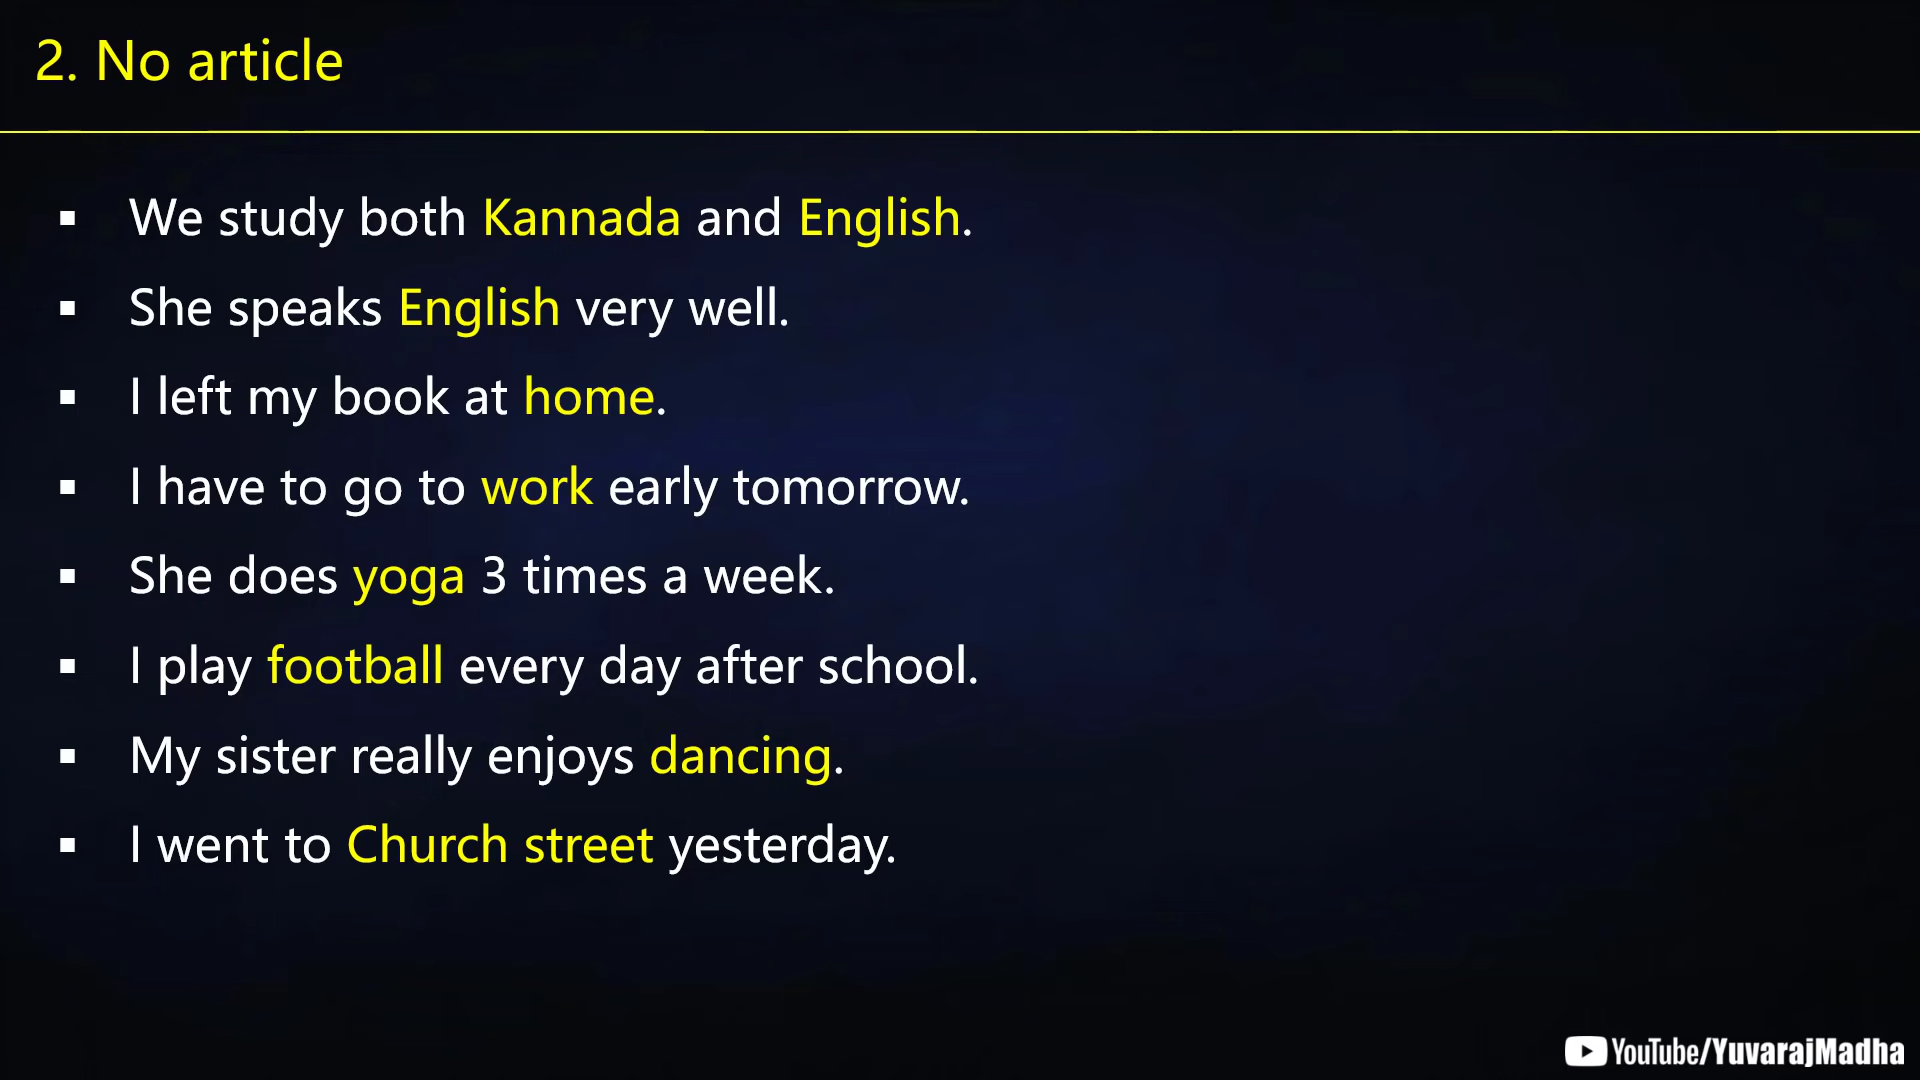 2. No article
▪ We study both Kannada and English.
▪ She speaks English very well.
▪ I left my book at home.
▪ I have to go to work early tomorrow.
▪ She does yoga 3 times a week.
▪ I play football every day after school.
▪ My sister really enjoys dancing.
▪ I went to Church street yesterday.
YouTube/YuvarajMadha